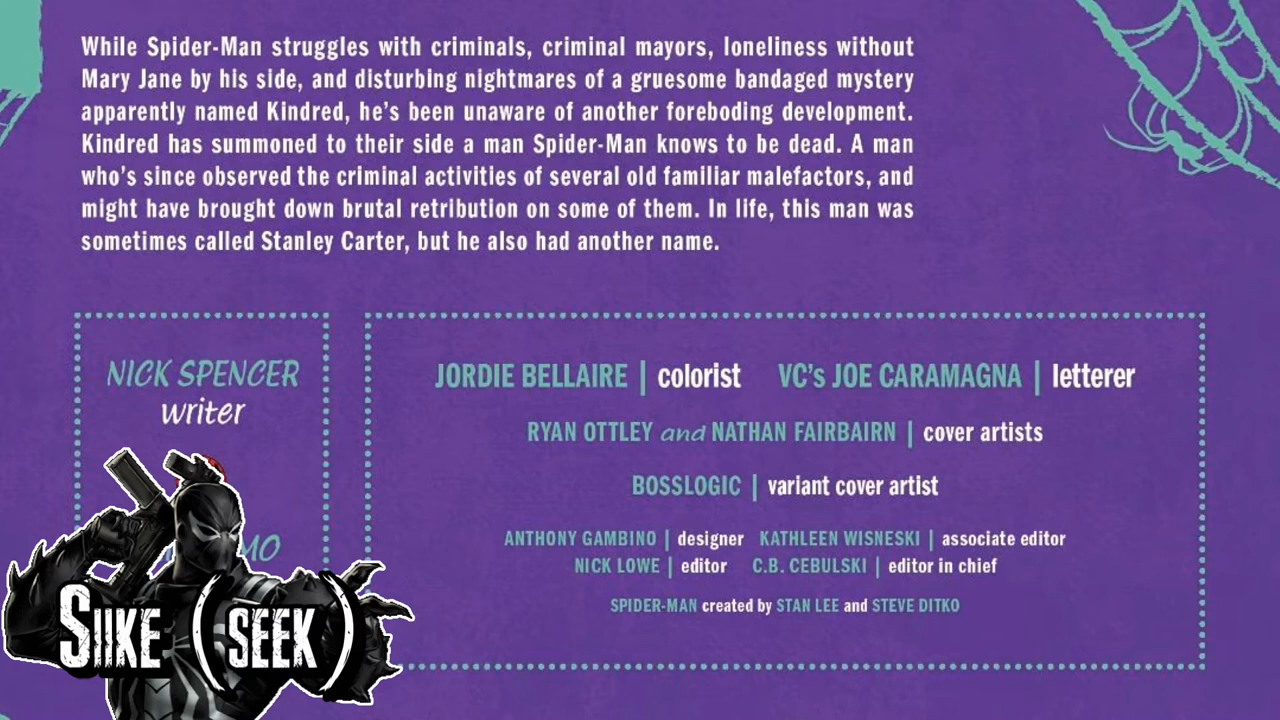 While Spider-Man struggles with criminals, criminal mayors, loneliness without
Mary Jane by his side, and disturbing nightmares of a gruesome bandaged mystery
apparently named Kindred, he's been unaware of another foreboding development.
Kindred has summoned to their side a man Spider-Man knows to be dead. A man
who's since observed the criminal activities of several old familiar malefactors, and
might have brought down brutal retribution on some of them. In life, this man was
sometimes called Stanley Carter, but he also had another name.
NICK SPENCER
writer
JORDIE BELLAIRE | colorist VC's JOE CARAMAGNA | letterer
RYAN OTTLEY and NATHAN FAIRBAIRN | cover artists
BOSSLOGIC | variant cover artist
ANTHONY GAMBINO | designer KATHLEEN WISNESKI | associate editor
NICK LOWE | editor C.B. CEBULSKI | editor in chief
SPIDER-MAN created by STAN LEE and STEVE DITKO
SIIKE (SEEK)